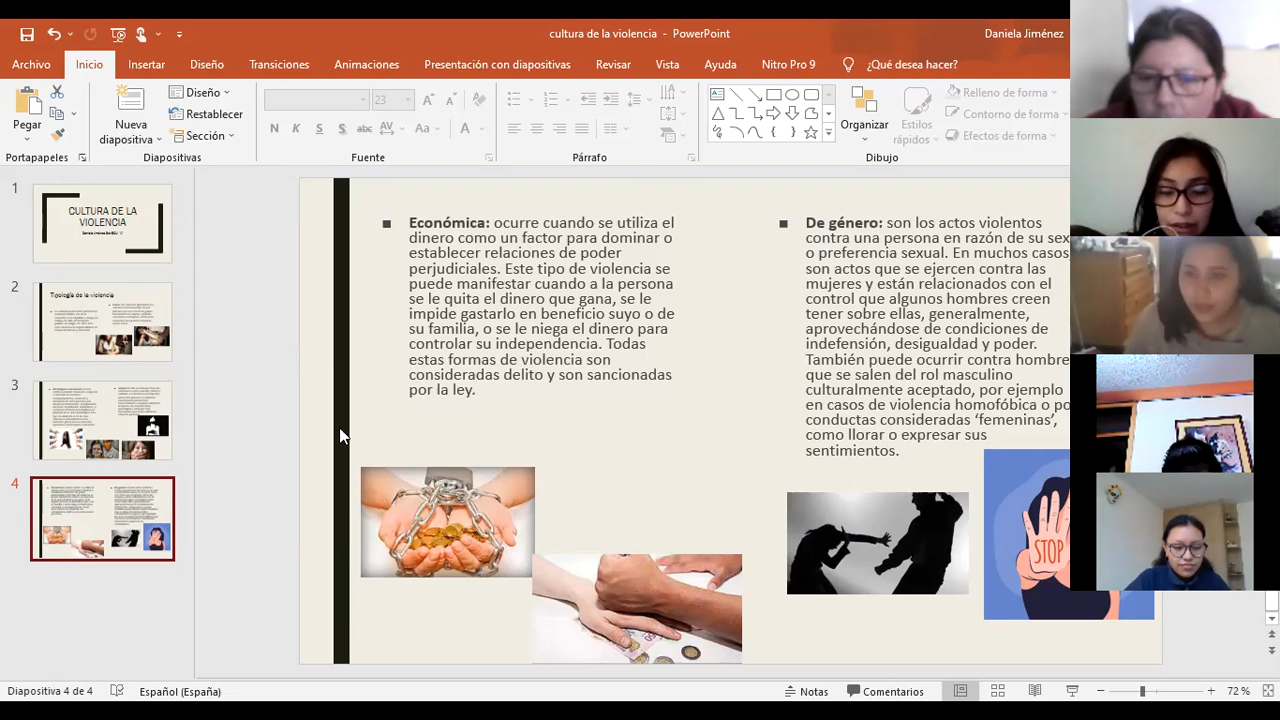 cultura de la violencia - PowerPoint
Daniela Jiménez
Archivo
Inicio
Insertar
Diseño
Transiciones
Animaciones
Presentación con diapositivas
Revisar
Vista
Ayuda
Nitro Pro 9
¿Qué desea hacer?
Pegar
Nueva
diapositiva
Diseño
Restablecer
Sección
23
N K S S abc AV Aa A
Organizar
Estilos
rápidos
Relleno de forma
Contorno de forma
Efectos de forma
Portapapeles
Diapositivas
Fuente
Párrafo
Dibujo
1
CULTURA DE LA
VIOLENCIA
2
Tipología de la violencia
3
4
Económica: ocurre cuando se utiliza el
dinero como un factor para dominar o
establecer relaciones de poder
perjudiciales. Este tipo de violencia se
puede manifestar cuando a la persona
se le quita el dinero que gana, se le
impide gastarlo en beneficio suyo o de
su familia, o se le niega el dinero para
controlar su independencia. Todas
estas formas de violencia son
consideradas delito y son sancionadas
por la ley.
De género: son los actos violentos
contra una persona en razón de su sex
o preferencia sexual. En muchos casos
son actos que se ejercen contra las
mujeres y están relacionados con el
control que algunos hombres creen
tener sobre ellas, generalmente,
aprovechándose de condiciones de
indefensión, desigualdad y poder.
También puede ocurrir contra hombre
que se salen del rol masculino
culturalmente aceptado, por ejemplo
en casos de violencia homofóbica o po
conductas consideradas ‘femeninas’,
como llorar o expresar sus
sentimientos.
STOP
Diapositiva 4 de 4
Español (España)
Notas
Comentarios
72 %